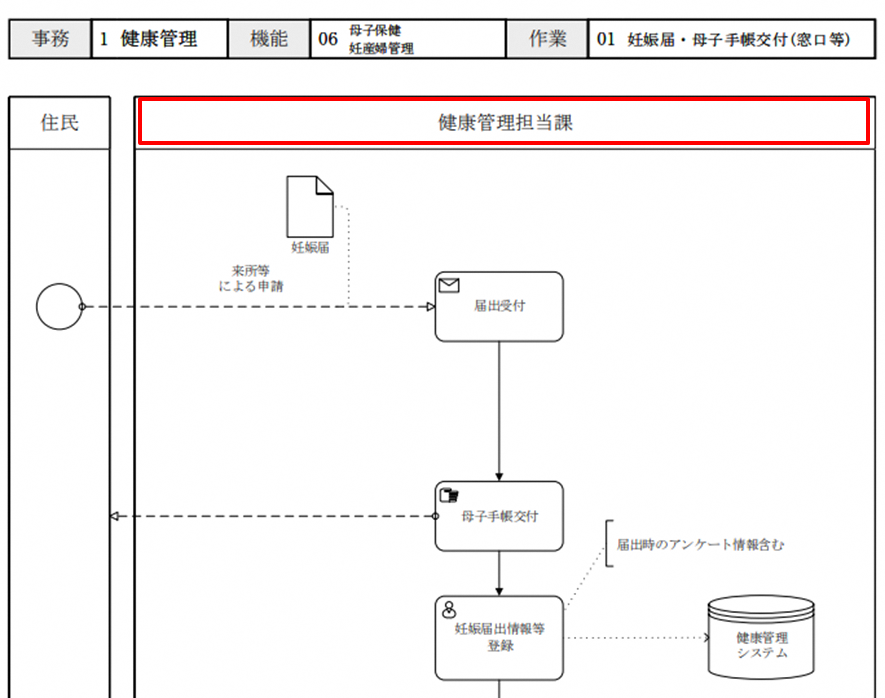 事務
1 健康管理
機能
06 母子保健
妊産婦管理
作業
01 妊娠届・母子手帳交付(窓口等)
住民
健康管理担当課
妊娠届
来所等
による申請
届出受付
母子手帳交付
届出時のアンケート情報含む
妊娠届出情報等
登録
健康管理
システム